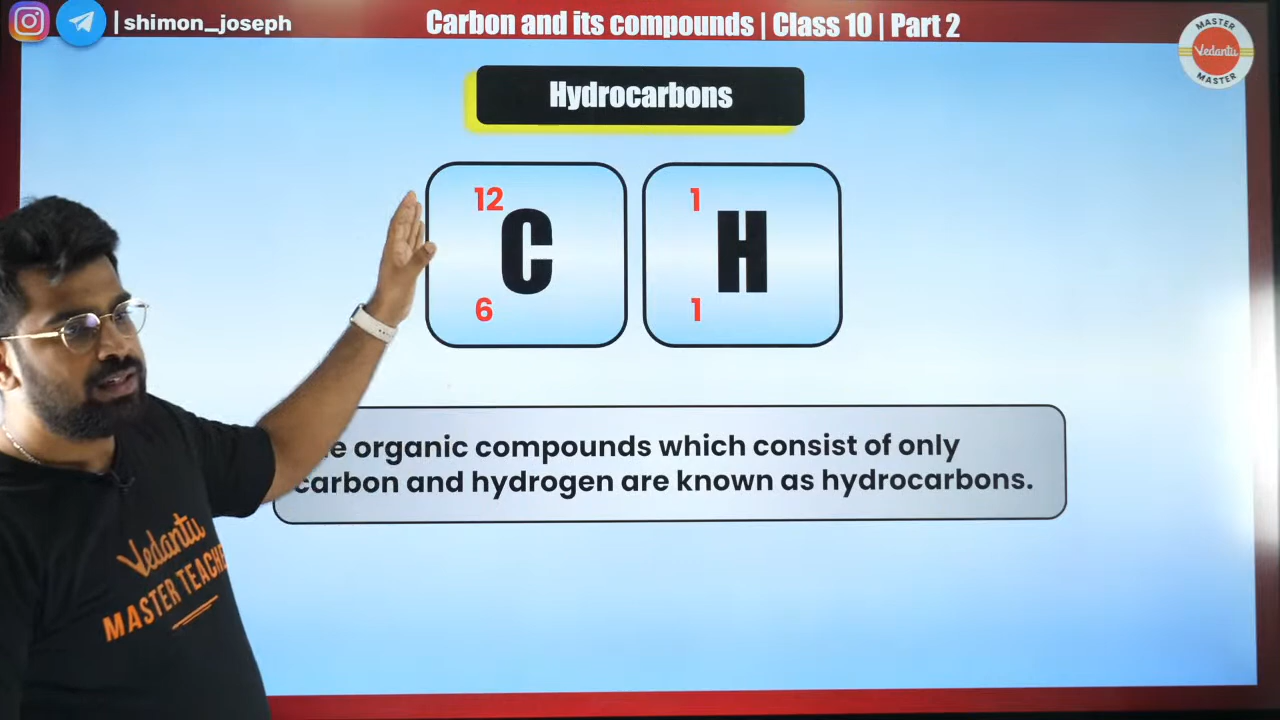 |shimon_joseph
Carbon and its compounds | Class 10 | Part 2
MASTER
Vedantu
MASTER
Hydrocarbons
12
C
6
1
H
1
organic compounds which consist of only
carbon and hydrogen are known as hydrocarbons.
Vedantu
MASTER